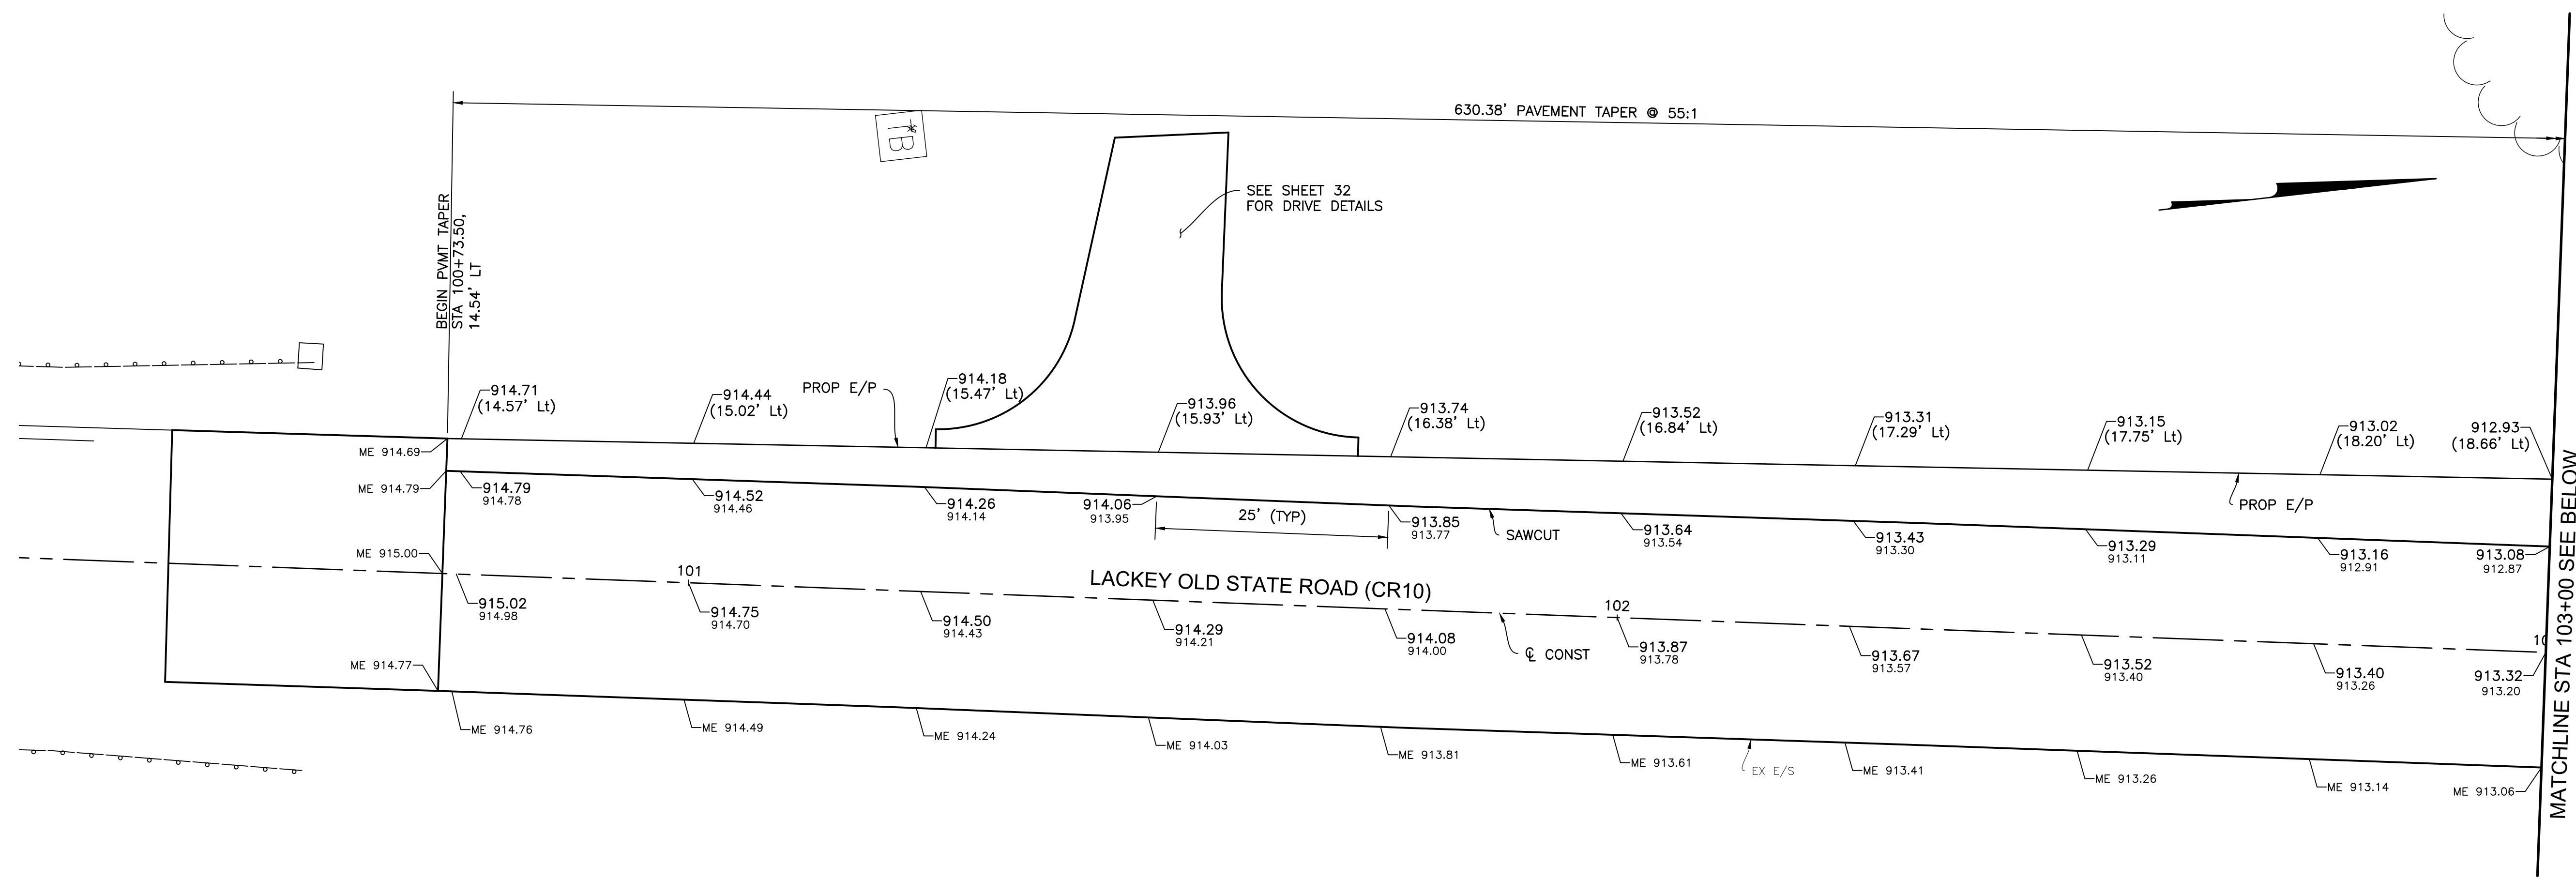 630.38' PAVEMENT TAPER @ 55:1
B
SEE SHEET 32
FOR DRIVE DETAILS
BEGIN PVMT TAPER
STA 100+73.50,
14.54' LT
914.71
(14.57' Lt)
914.44
(15.02' Lt)
PROP E/P
914.18
(15.47' Lt)
913.96
(15.93' Lt)
913.74
(16.38' Lt)
913.52
(16.84' Lt)
913.31
(17.29' Lt)
913.15
(17.75' Lt)
913.02
(18.20' Lt)
912.93
(18.66' Lt)
ME 914.69
ME 914.79
914.79
914.78
914.52
914.46
914.26
914.14
914.06
913.95
25' (TYP)
913.85
913.77
SAWCUT
913.64
913.54
913.43
913.30
913.29
913.11
PROP E/P
913.16
912.91
913.08
912.87
ME 915.00
101
LACKEY OLD STATE ROAD (CR10)
102
10
915.02
914.98
914.75
914.70
914.50
914.43
914.29
914.21
914.08
914.00
℄ CONST
913.87
913.78
913.67
913.57
913.52
913.40
913.40
913.26
913.32
913.20
ME 914.77
ME 914.76
ME 914.49
ME 914.24
ME 914.03
ME 913.81
ME 913.61
EX E/S
ME 913.41
ME 913.26
ME 913.14
ME 913.06
MATCHLINE STA 103+00 SEE BELOW